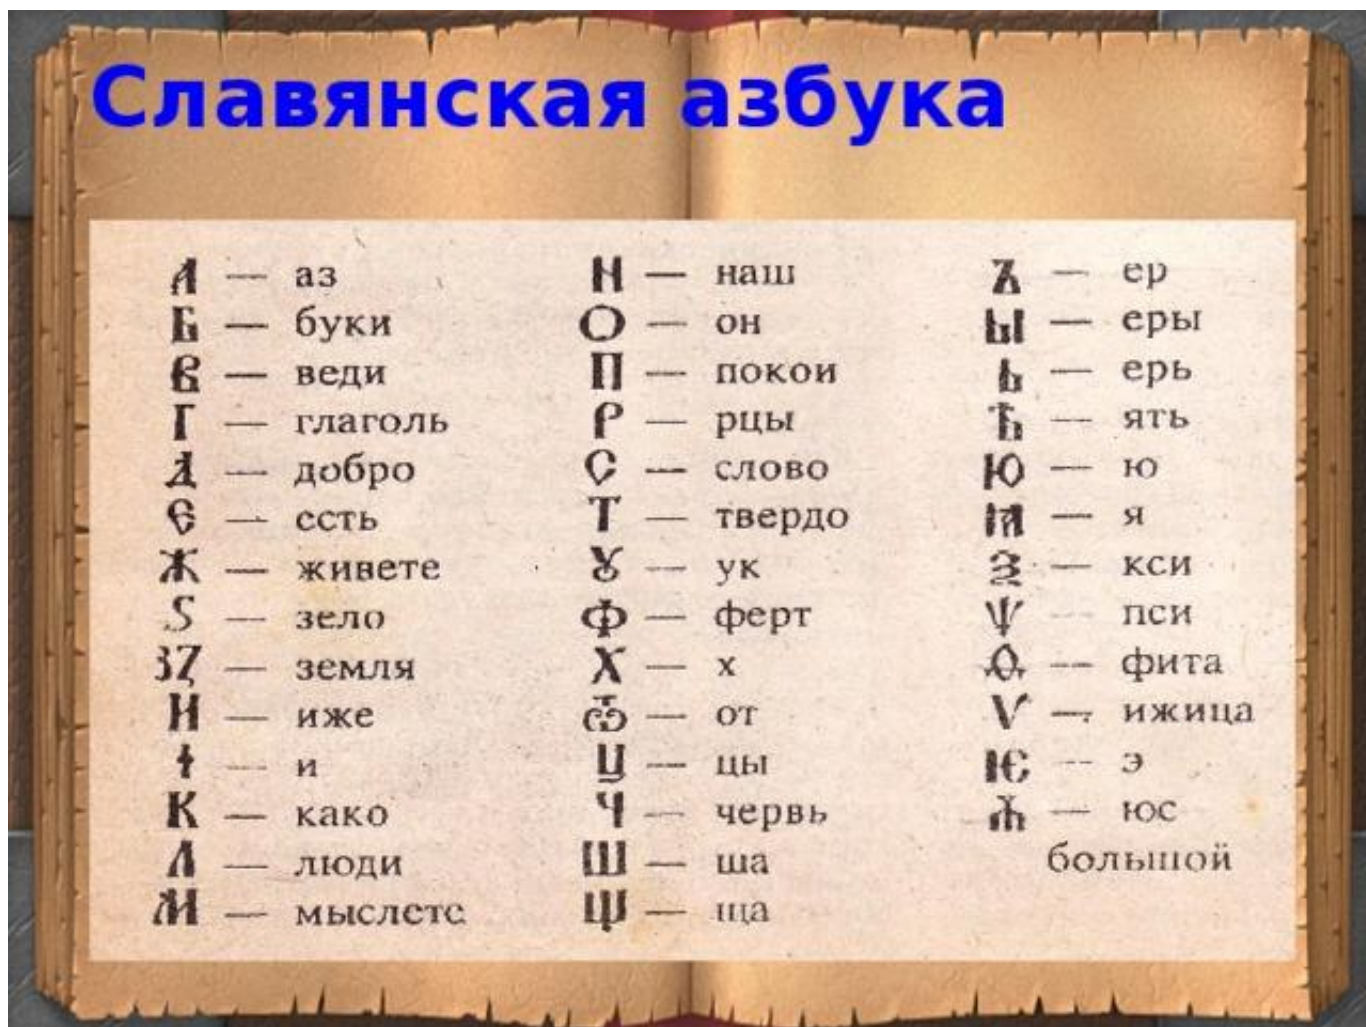 Славянская азбука
А — аз
Б — буки
В — веди
Г — глаголь
Д — добро
Є — есть
Ж — живете
Ѕ — зело
З Ꙁ — земля
И — иже
І — и
К — како
Л — люди
М — мыслете
Н — наш
О — он
П — покои
Р — рцы
С — слово
Т — твердо
Ꙋ — ук
Ф — ферт
Х — х
Ѿ — от
Ц — цы
Ч — червь
Ш — ша
Щ — ща
Ъ — ер
Ы — еры
Ь — ерь
Ѣ — ять
Ю — ю
Ꙗ — я
Ѯ — кси
Ѱ — пси
Ѳ — фита
Ѵ — ижица
Ѥ — э
Ѫ — юс
большой